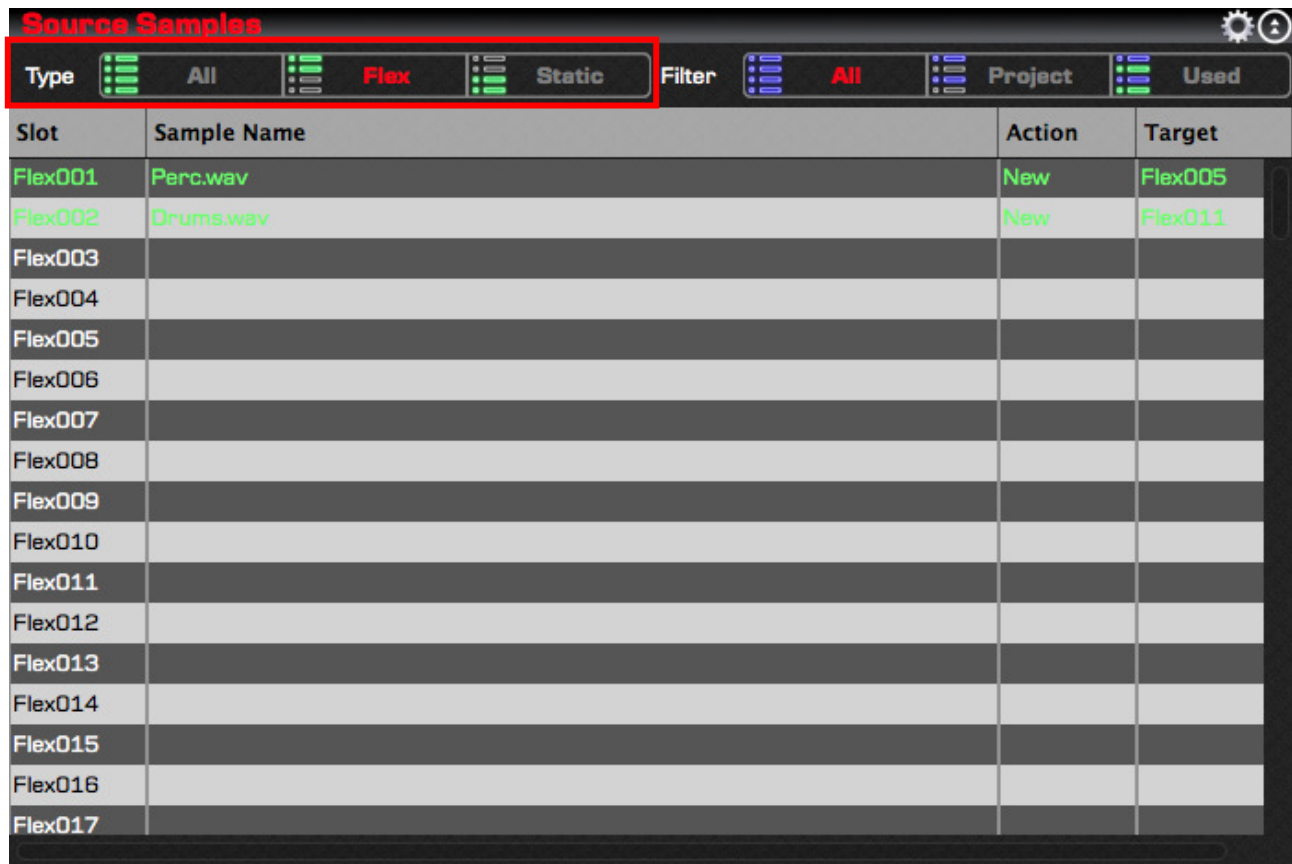 Source Samples
Type All Flex Static Filter All Project Used
Slot Sample Name Action Target
Flex001 Perc.wav New Flex005
Flex002 Drums.wav New Flex011
Flex003
Flex004
Flex005
Flex006
Flex007
Flex008
Flex009
Flex010
Flex011
Flex012
Flex013
Flex014
Flex015
Flex016
Flex017